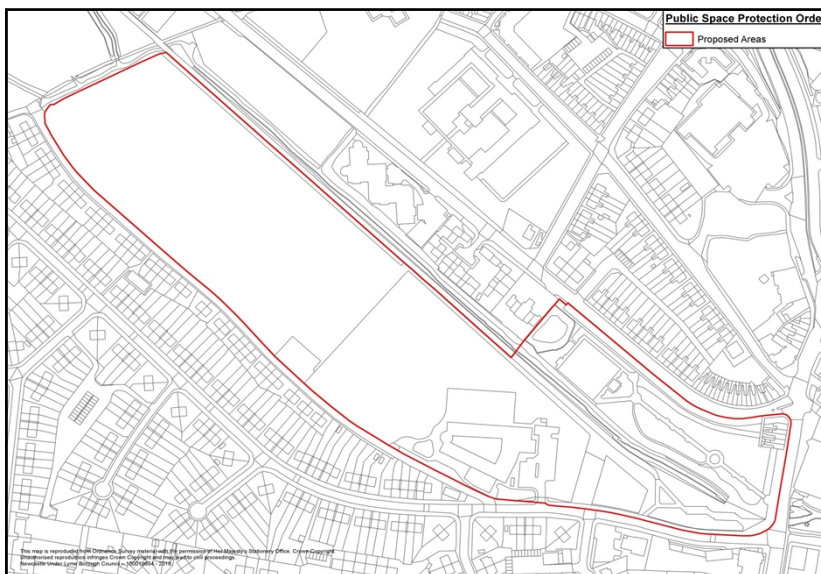 Public Space Protection Orde
Proposed Areas
This map is reproduced from Ordnance Survey material with the permission of Her Majesty's Stationery Office. Crown Copyright.
Unauthorised reproduction infringes Crown Copyright and may lead to civil proceedings.
Newcastle Under Lyme Borough Council - 100019654 - 2018